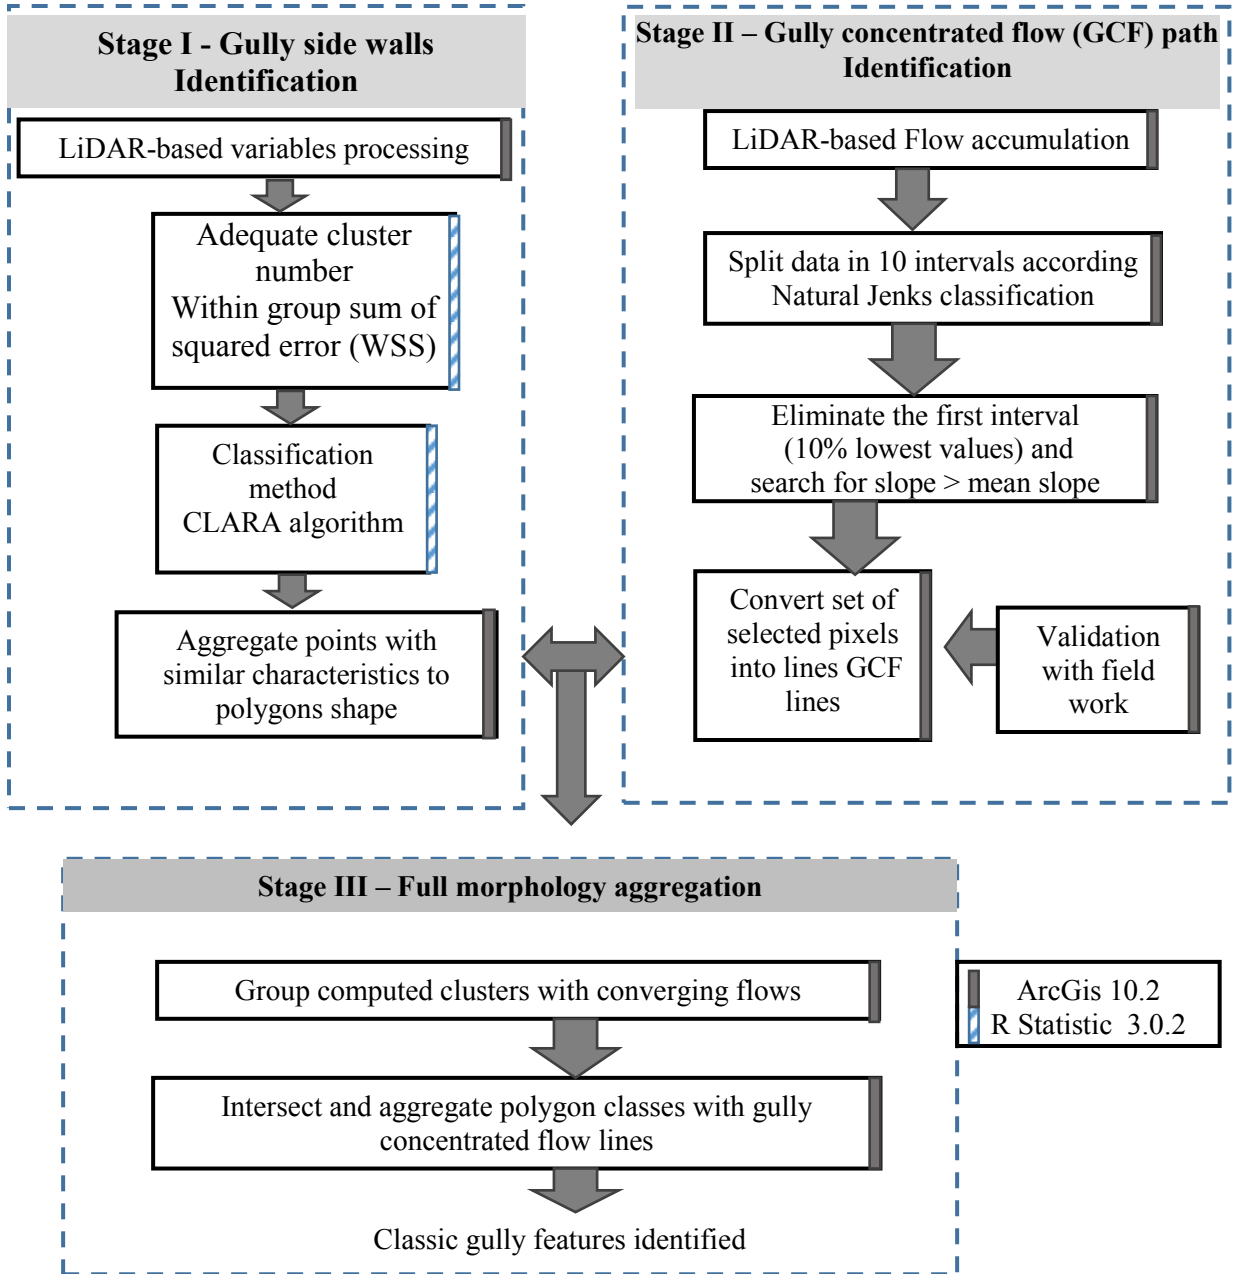 Stage I - Gully side walls
Identification
LiDAR-based variables processing
Adequate cluster
number
Within group sum of
squared error (WSS)
Classification
method
CLARA algorithm
Aggregate points with
similar characteristics to
polygons shape
Stage II – Gully concentrated flow (GCF) path
Identification
LiDAR-based Flow accumulation
Split data in 10 intervals according
Natural Jenks classification
Eliminate the first interval
(10% lowest values) and
search for slope > mean slope
Convert set of
selected pixels
into lines GCF
lines
Validation
with field
work
Stage III – Full morphology aggregation
Group computed clusters with converging flows
Intersect and aggregate polygon classes with gully
concentrated flow lines
Classic gully features identified
ArcGis 10.2
R Statistic 3.0.2